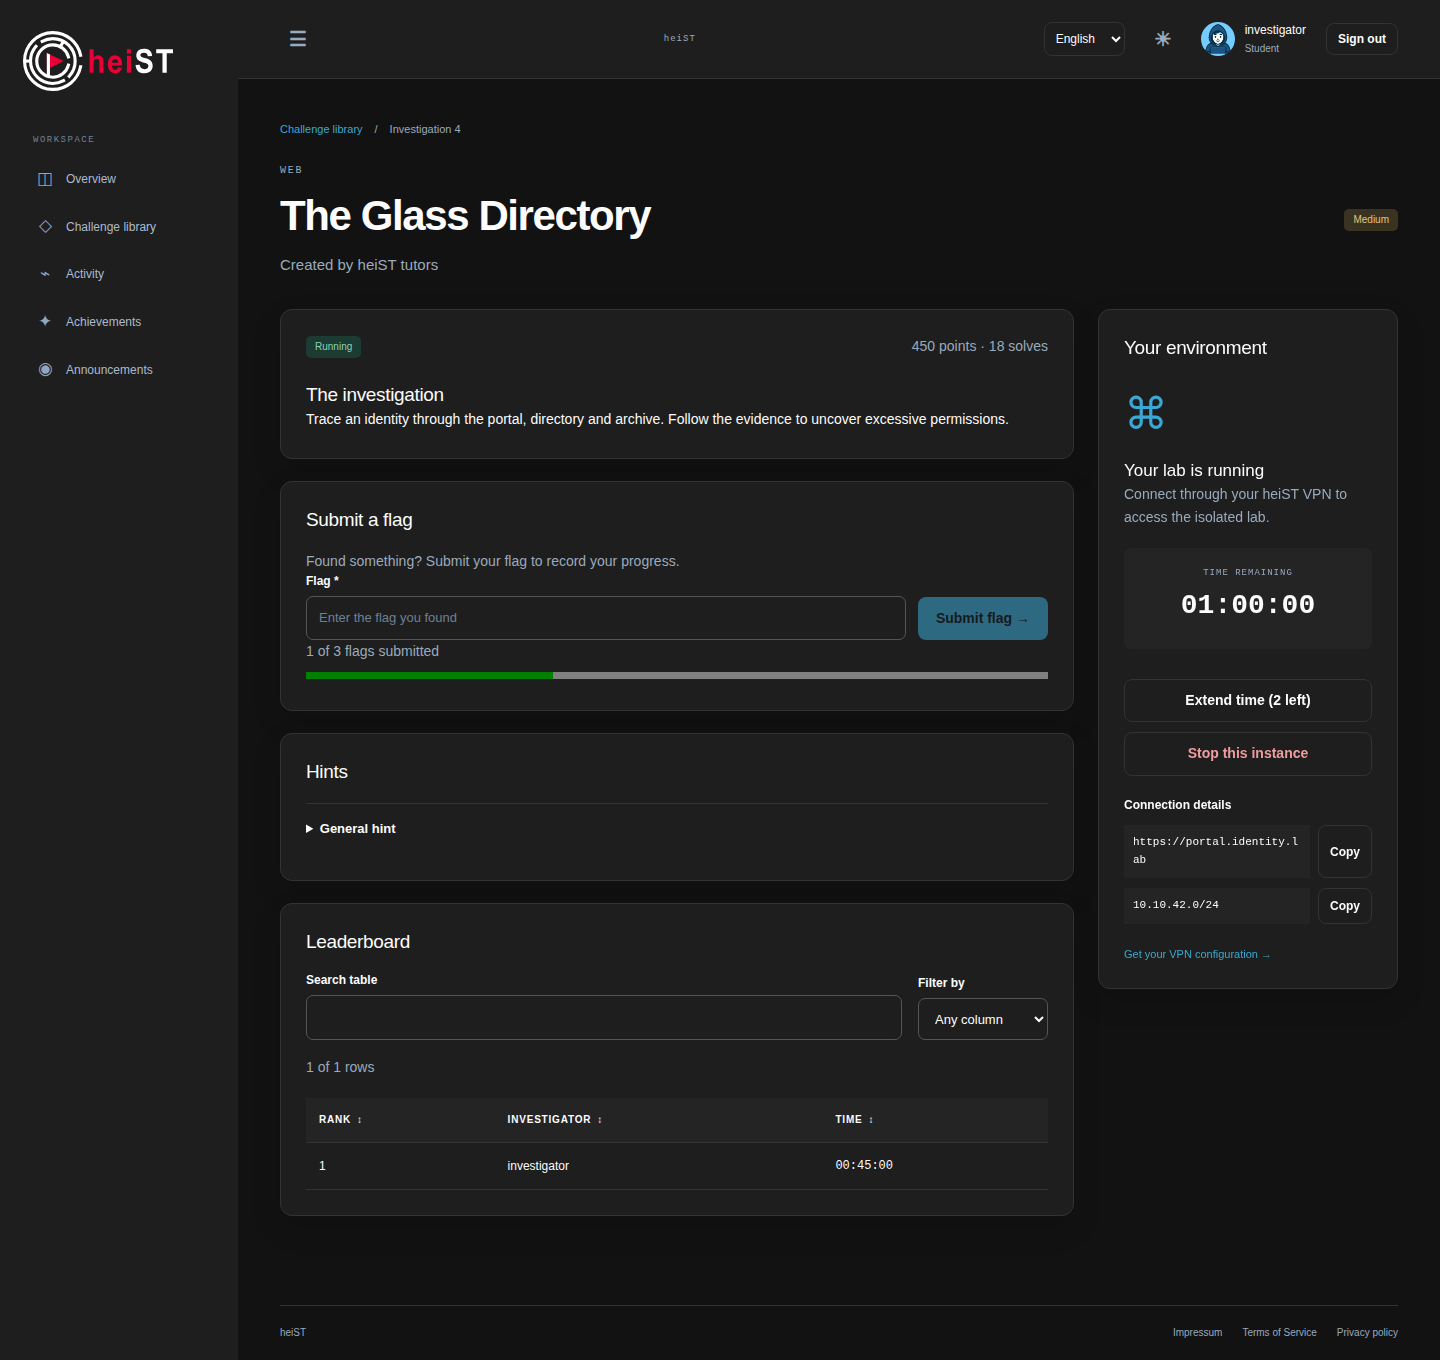 heiST
WORKSPACE
Overview
Challenge library
Activity
Achievements
Announcements
heiST
English
investigator
Student
Sign out
Challenge library / Investigation 4
WEB
The Glass Directory
Medium
Created by heiST tutors
Running
450 points · 18 solves
The investigation
Trace an identity through the portal, directory and archive. Follow the evidence to uncover excessive permissions.
Submit a flag
Found something? Submit your flag to record your progress.
Flag *
Enter the flag you found
Submit flag →
1 of 3 flags submitted
Hints
General hint
Leaderboard
Search table
Filter by
Any column
1 of 1 rows
RANK ↕ INVESTIGATOR ↕ TIME ↕
1 investigator 00:45:00
Your environment
Your lab is running
Connect through your heiST VPN to
access the isolated lab.
TIME REMAINING
01:00:00
Extend time (2 left)
Stop this instance
Connection details
https://portal.identity.l
ab
Copy
10.10.42.0/24
Copy
Get your VPN configuration →
heiST
Impressum Terms of Service Privacy policy